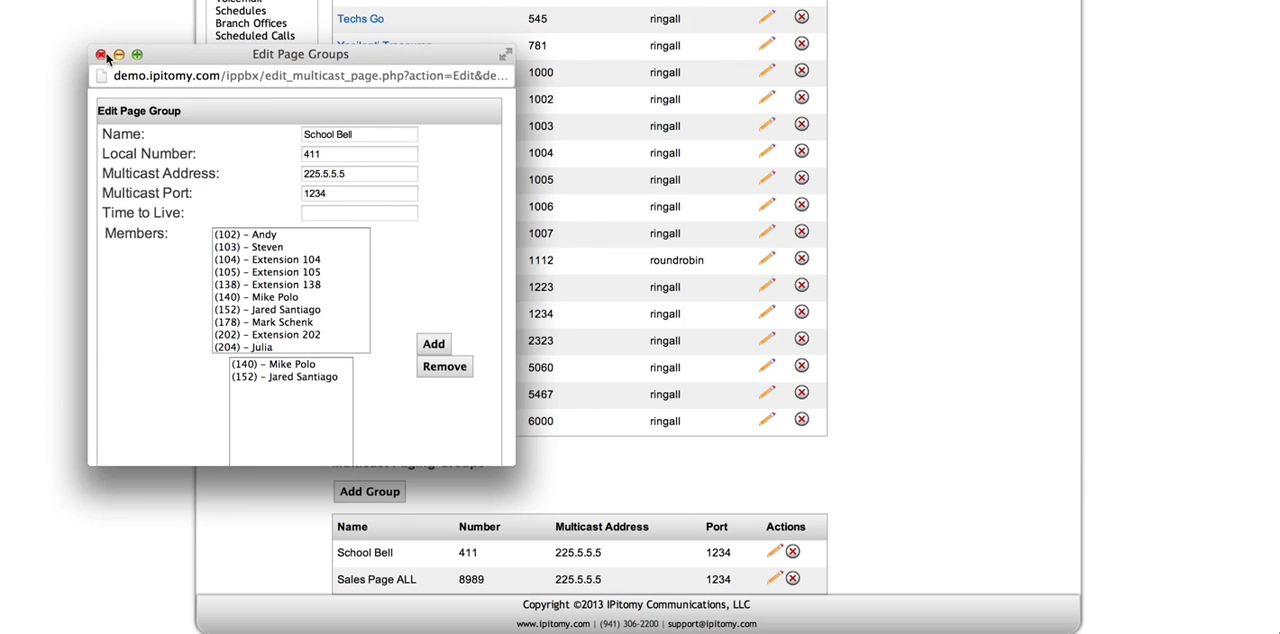 Schedules
Branch Offices
Scheduled Calls
Techs Go 545 ringall
781 ringall
1000 ringall
1002 ringall
1003 ringall
1004 ringall
1005 ringall
1006 ringall
1007 ringall
1112 roundrobin
1223 ringall
1234 ringall
2323 ringall
5060 ringall
5467 ringall
6000 ringall
Edit Page Groups
demo.ipitomy.com/ippbx/edit_multicast_page.php?action=Edit&de...
Edit Page Group
Name: School Bell
Local Number: 411
Multicast Address: 225.5.5.5
Multicast Port: 1234
Time to Live:
Members:
(102) - Andy
(103) - Steven
(104) - Extension 104
(105) - Extension 105
(138) - Extension 138
(140) - Mike Polo
(152) - Jared Santiago
(178) - Mark Schenk
(202) - Extension 202
(204) - Julia
Add
Remove
(140) - Mike Polo
(152) - Jared Santiago
Multicast Paging Groups
Add Group
Name Number Multicast Address Port Actions
School Bell 411 225.5.5.5 1234
Sales Page ALL 8989 225.5.5.5 1234
Copyright ©2013 IPitomy Communications, LLC
www.ipitomy.com | (941) 306-2200 | support@ipitomy.com